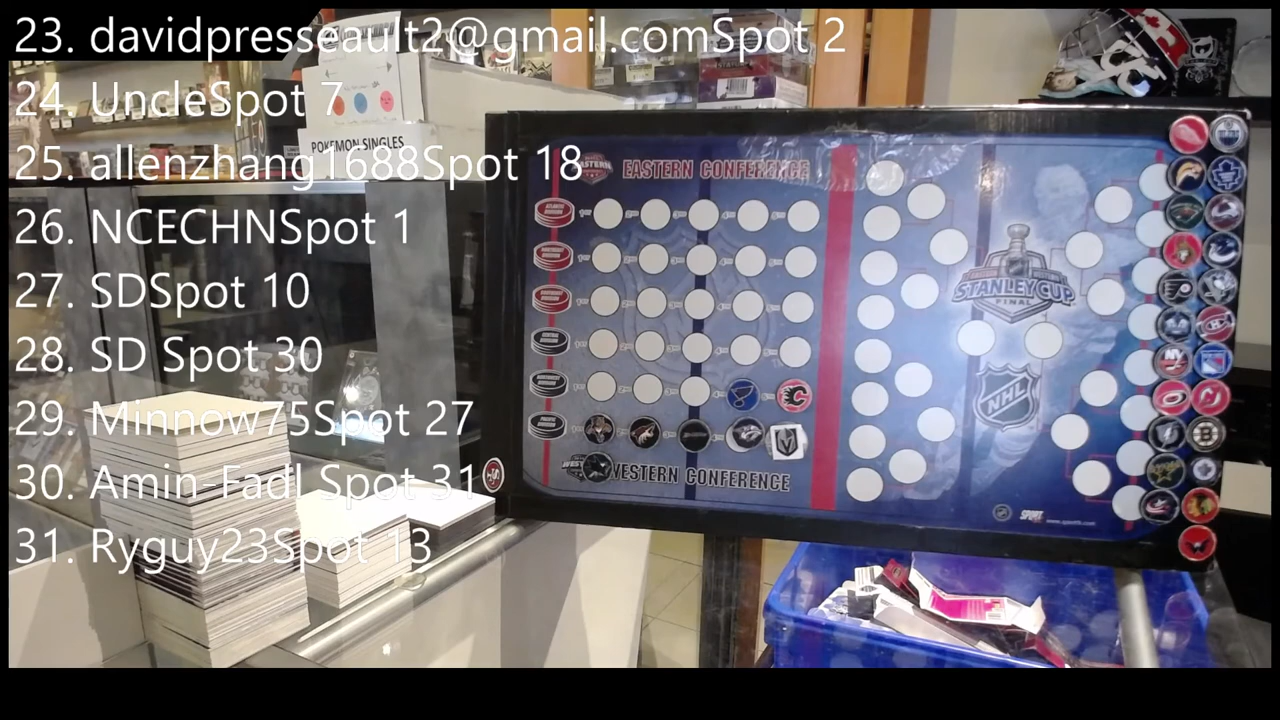 23. davidpresseault2@gmail.comSpot 2
24. UncleSpot 7
25. allenzhang1688Spot 18
26. NCECHNSpot 1
27. SDSpot 10
28. SD Spot 30
29. Minnow75Spot 27
30. Amin-Fadl Spot 31
31. Ryguy23Spot 13
POKEMON SINGLES
EASTERN CONFERENCE
STANLEY CUP
FINAL
NHL
WESTERN CONFERENCE